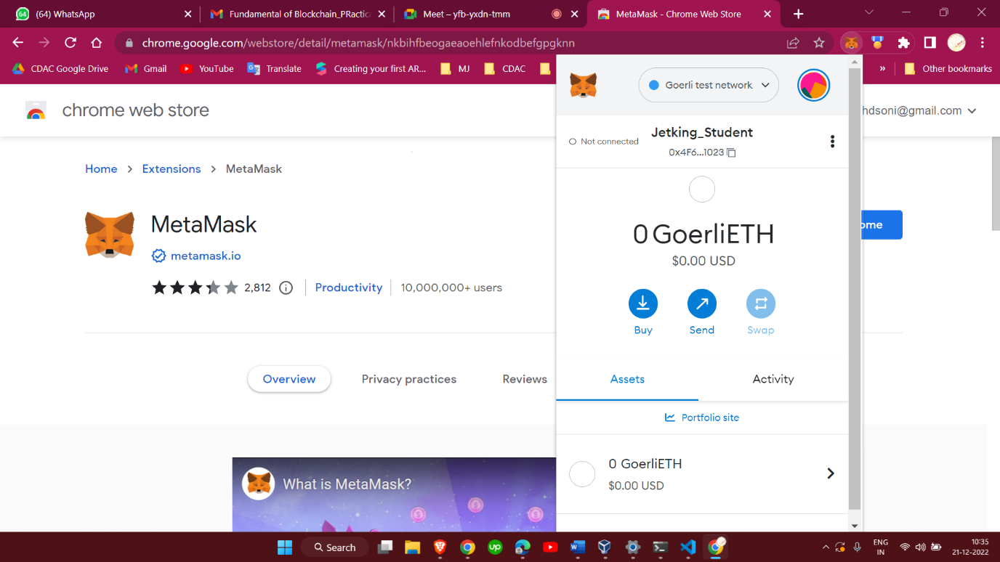 (64) WhatsApp
Fundamental of Blockchain_PRactic
Meet – yfb-yxdn-tmm
MetaMask - Chrome Web Store
chrome.google.com/webstore/detail/metamask/nkbihfbeogaeaoehlefnkodbefgpgknn
CDAC Google Drive
Gmail
YouTube
Translate
Creating your first AR...
MJ
CDAC
»
Other bookmarks
chrome web store
hdsoni@gmail.com
Home > Extensions > MetaMask
MetaMask
metamask.io
2,812
Productivity
10,000,000+ users
ome
Overview
Privacy practices
Reviews
What is MetaMask?
Goerli test network
Not connected
Jetking_Student
0x4F6...1023
0 GoerliETH
$0.00 USD
Buy
Send
Swap
Assets
Activity
Portfolio site
0 GoerliETH
$0.00 USD
Search
up
ENG
IN
10:35
21-12-2022